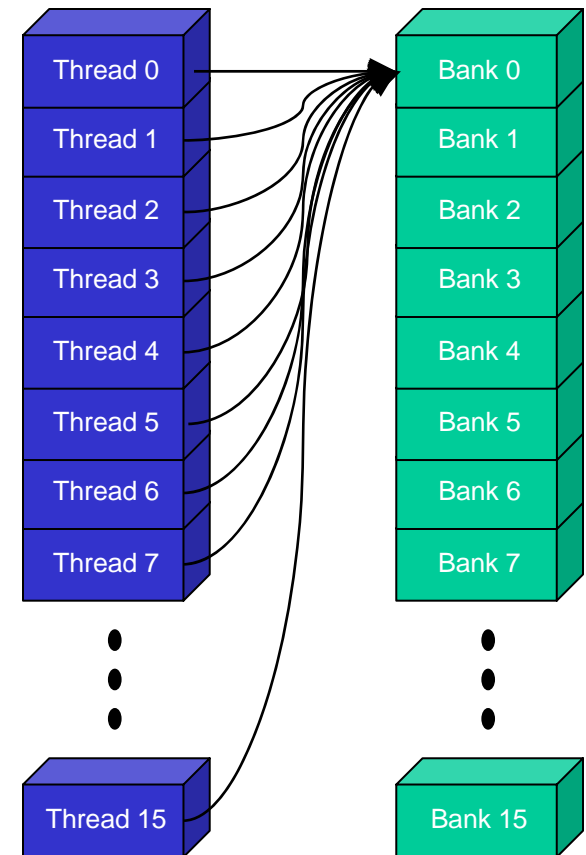 Thread 0
Thread 1
Thread 2
Thread 3
Thread 4
Thread 5
Thread 6
Thread 7
Thread 15
Bank 0
Bank 1
Bank 2
Bank 3
Bank 4
Bank 5
Bank 6
Bank 7
Bank 15